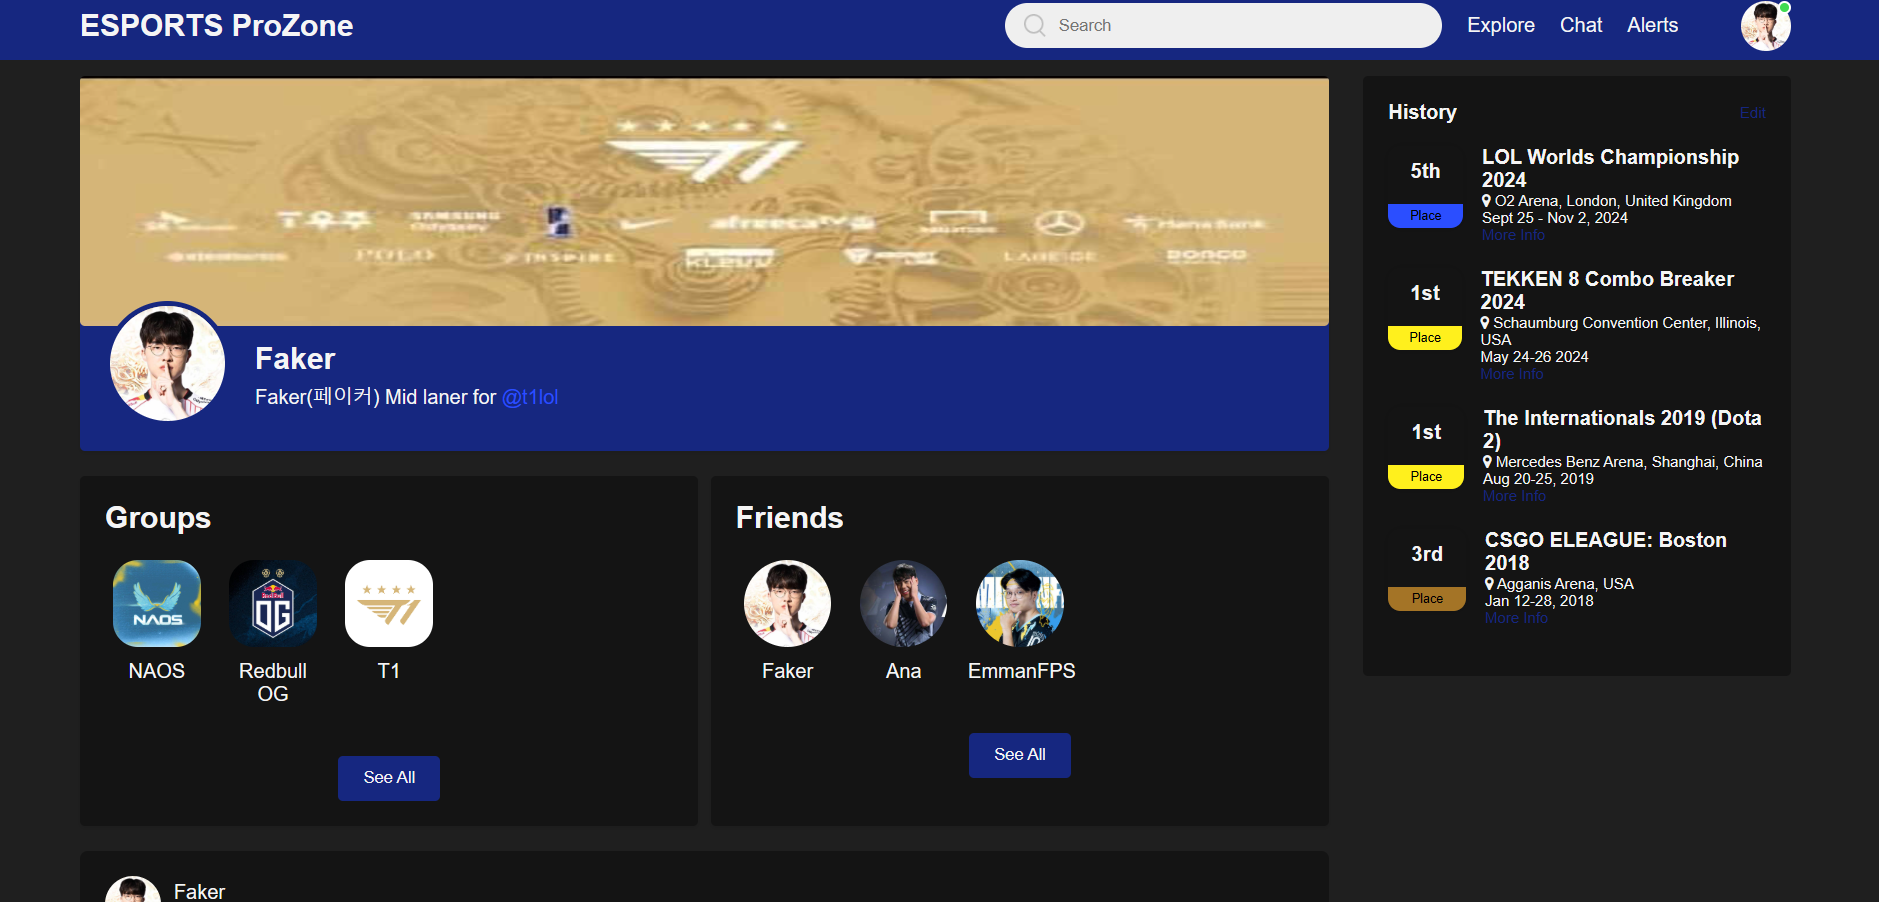 ESPORTS ProZone
Search
Explore
Chat
Alerts
T1
Faker
Faker(페이커) Mid laner for @t1lol
Groups
NAOS
OG
T1
NAOS
Redbull
OG
T1
See All
Friends
Faker
Ana
EmmanFPS
See All
History
Edit
5th
Place
LOL Worlds Championship
2024
O2 Arena, London, United Kingdom
Sept 25 - Nov 2, 2024
More Info
1st
Place
TEKKEN 8 Combo Breaker
2024
Schaumburg Convention Center, Illinois,
USA
May 24-26 2024
More Info
1st
Place
The Internationals 2019 (Dota
2)
Mercedes Benz Arena, Shanghai, China
Aug 20-25, 2019
More Info
3rd
Place
CSGO ELEAGUE: Boston
2018
Agganis Arena, USA
Jan 12-28, 2018
More Info
Faker